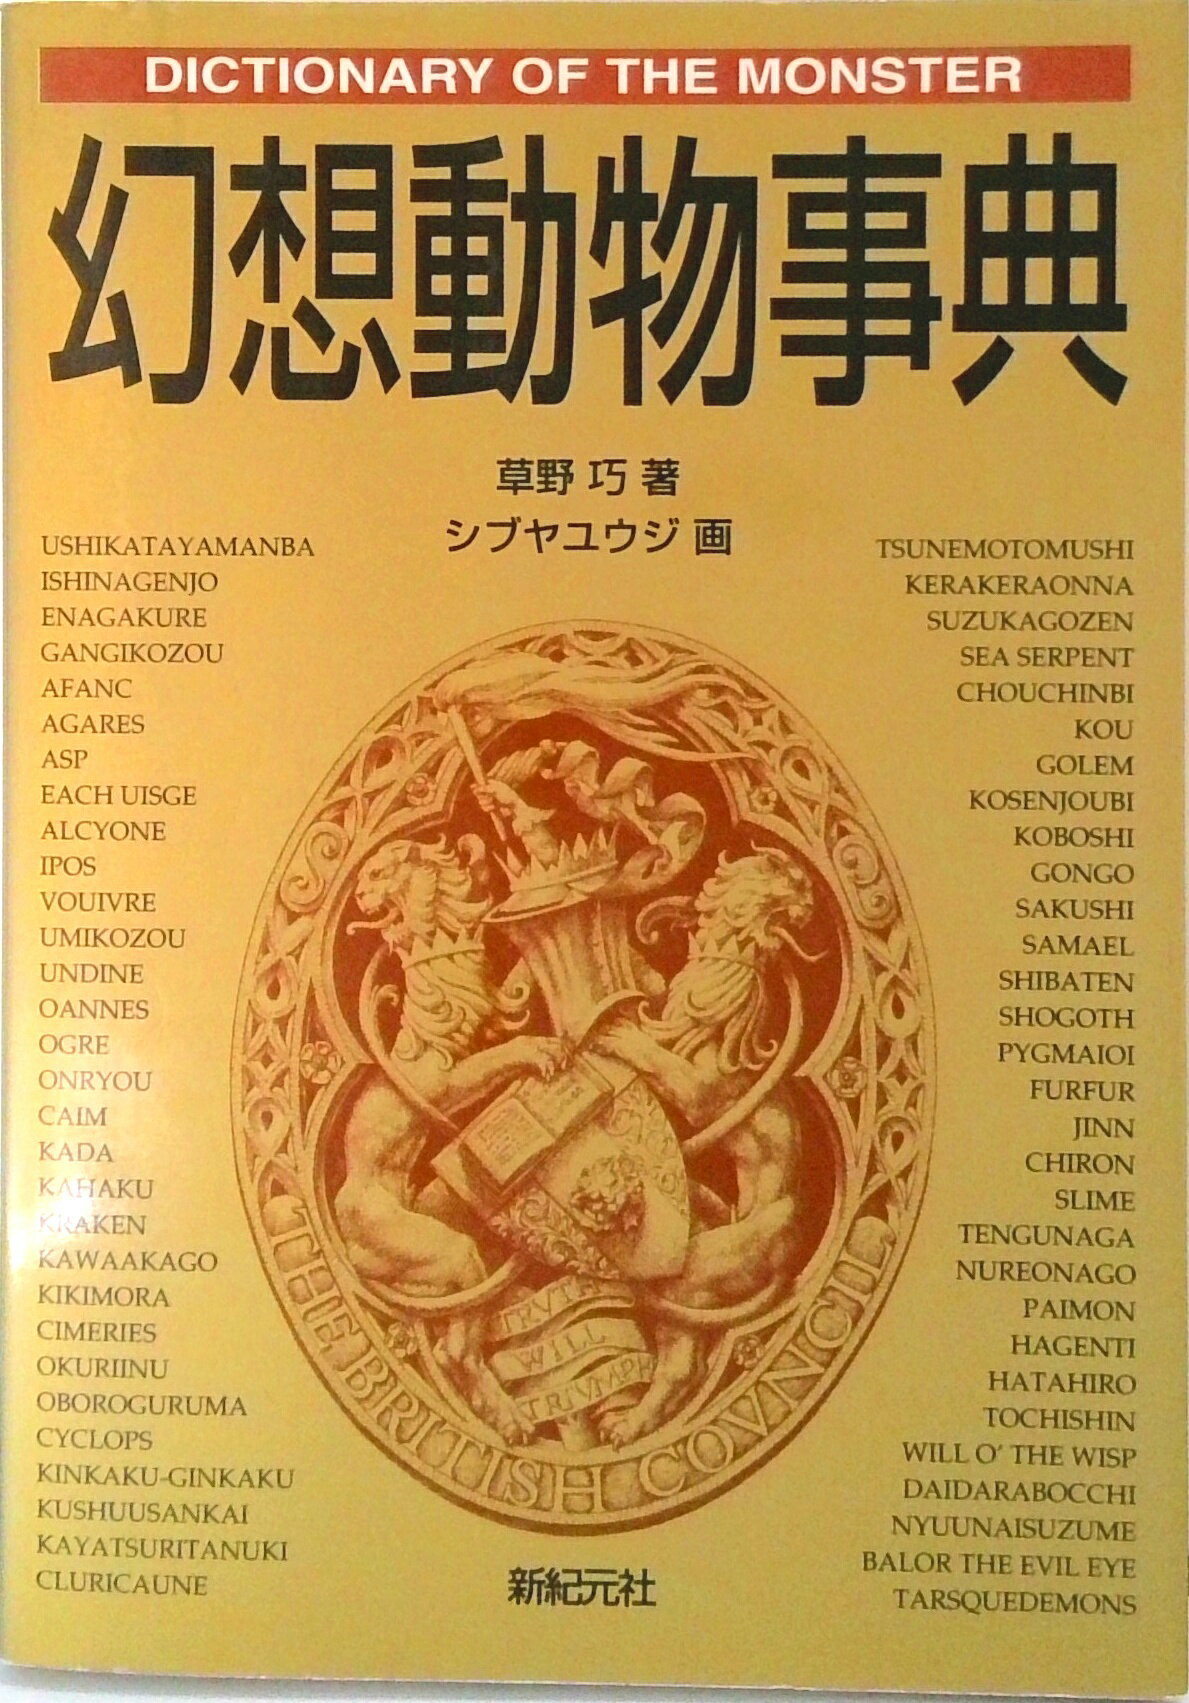 DICTIONARY OF THE MONSTER
幻想動物事典
草野 巧 著
シブヤユウジ 画
USHIKATAYAMANBA
ISHINAGENJO
ENAGAKURE
GANGIKOZOU
AFANC
AGARES
ASP
EACH UISGE
ALCYONE
IPOS
VOUIVRE
UMIKOZOU
UNDINE
OANNES
OGRE
ONRYOU
CAIM
KADA
KAHAKU
KRAKEN
KAWAAKAGO
KIKIMORA
CIMERIES
OKURIINU
OBOROGURUMA
CYCLOPS
KINKAKU-GINKAKU
KUSHUUSANKAI
KAYATSURITANUKI
CLURICAUNE
TSUNEMOTOMUSHI
KERAKERAONNA
SUZUKAGOZEN
SEA SERPENT
CHOUCHINBI
KOU
GOLEM
KOSENJOUBI
KOBOSHI
GONGO
SAKUSHI
SAMAEL
SHIBATEN
SHOGOTH
PYGMAIOI
FURFUR
JINN
CHIRON
SLIME
TENGUNAGA
NUREONAGO
PAIMON
HAGENTI
HATAHIRO
TOCHISHIN
WILL O' THE WISP
DAIDARABOCCHI
NYUUNAISUZUME
BALOR THE EVIL EYE
TARSQUEDEMONS
TRVTH
WILL
TRIVMPH
THE BRITISH COVNCIL
新紀元社